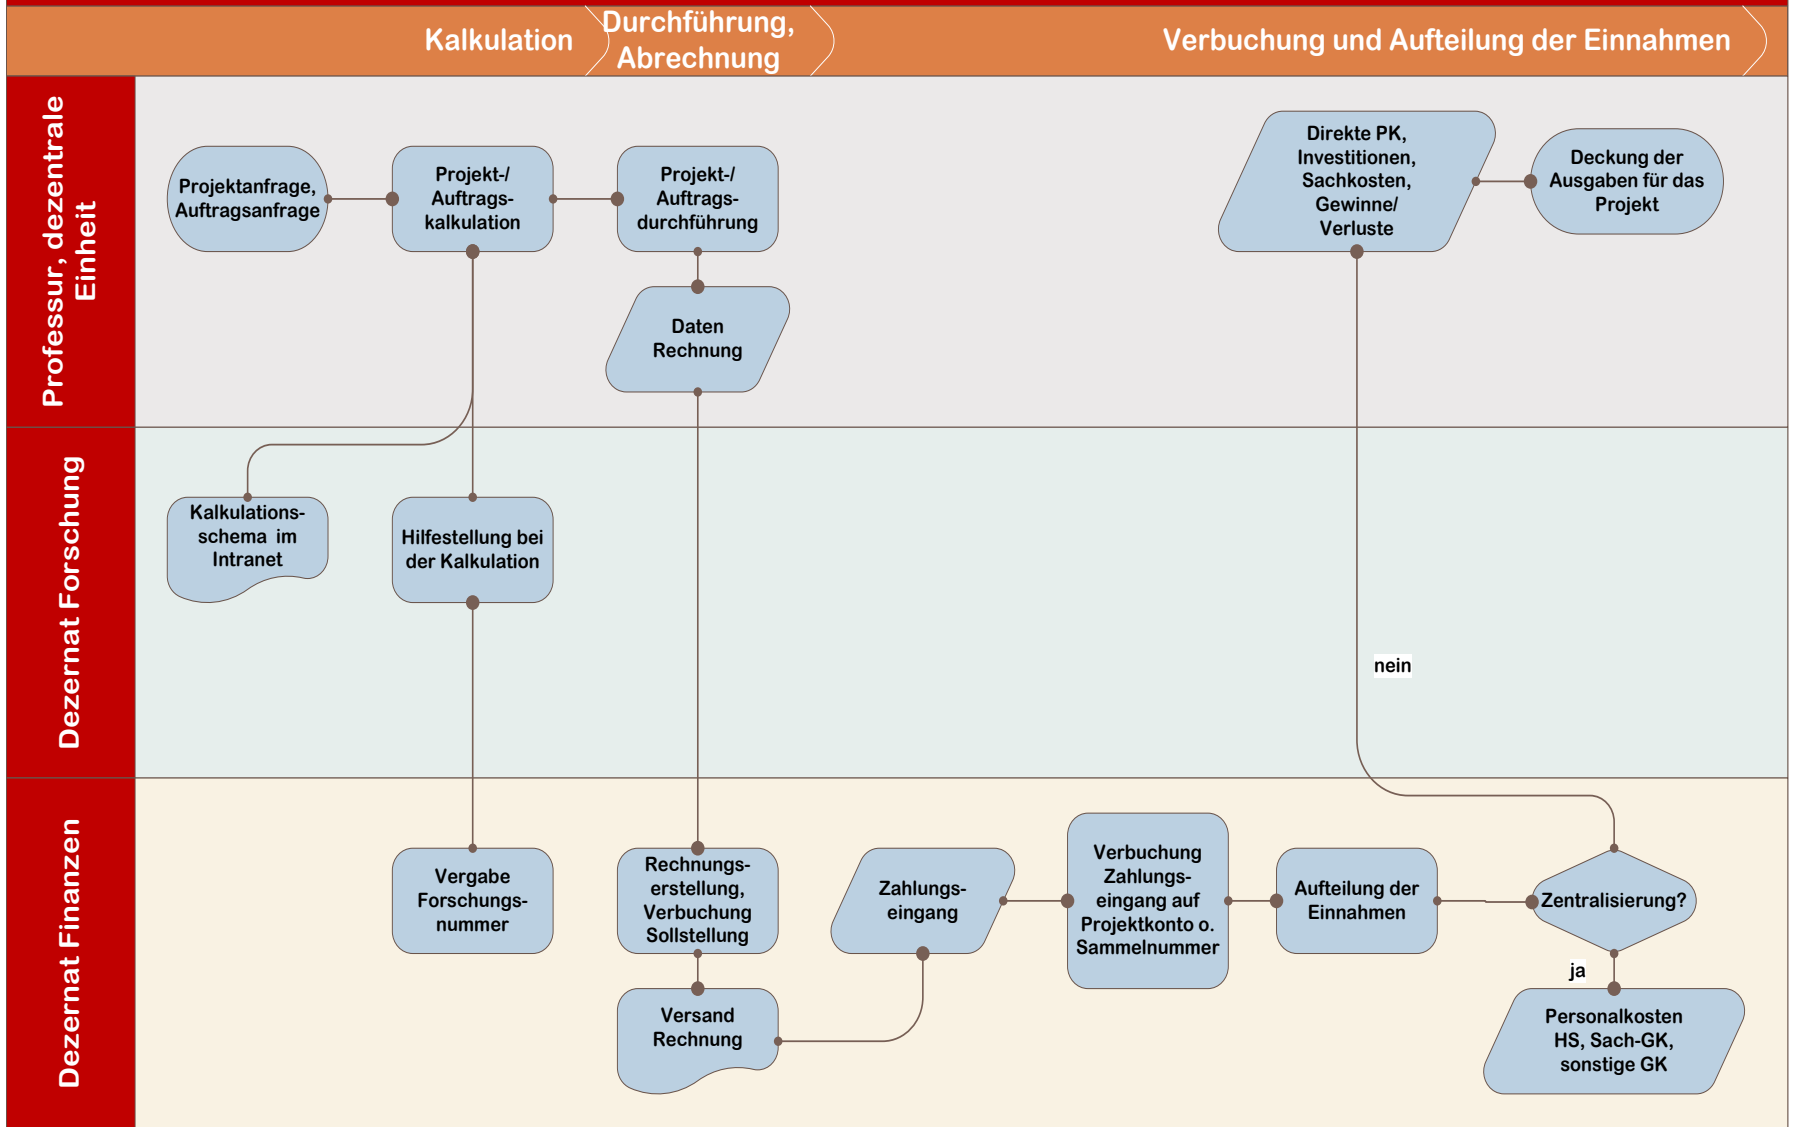 Kalkulation
Durchführung,
Abrechnung
Verbuchung und Aufteilung der Einnahmen
Professur, dezentrale
Einheit
Projektanfrage,
Auftragsanfrage
Projekt-/
Auftrags-
kalkulation
Projekt-/
Auftrags-
durchführung
Daten
Rechnung
Direkte PK,
Investitionen,
Sachkosten,
Gewinne/
Verluste
Deckung der
Ausgaben für das
Projekt
Dezernat Forschung
Kalkulations-
schema im
Intranet
Hilfestellung bei
der Kalkulation
nein
Dezernat Finanzen
Vergabe
Forschungs-
nummer
Rechnungs-
erstellung,
Verbuchung
Sollstellung
Versand
Rechnung
Zahlungs-
eingang
Verbuchung
Zahlungs-
eingang auf
Projektkonto o.
Sammelnummer
Aufteilung der
Einnahmen
Zentralisierung?
ja
Personalkosten
HS, Sach-GK,
sonstige GK